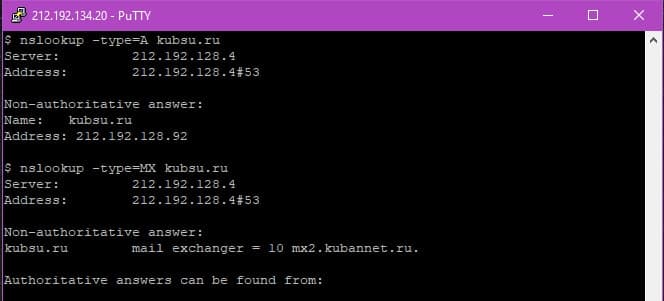 212.192.134.20 - PuTTY
$ nslookup -type=A kubsu.ru
Server:         212.192.128.4
Address:        212.192.128.4#53

Non-authoritative answer:
Name:   kubsu.ru
Address: 212.192.128.92

$ nslookup -type=MX kubsu.ru
Server:         212.192.128.4
Address:        212.192.128.4#53

Non-authoritative answer:
kubsu.ru        mail exchanger = 10 mx2.kubannet.ru.

Authoritative answers can be found from: